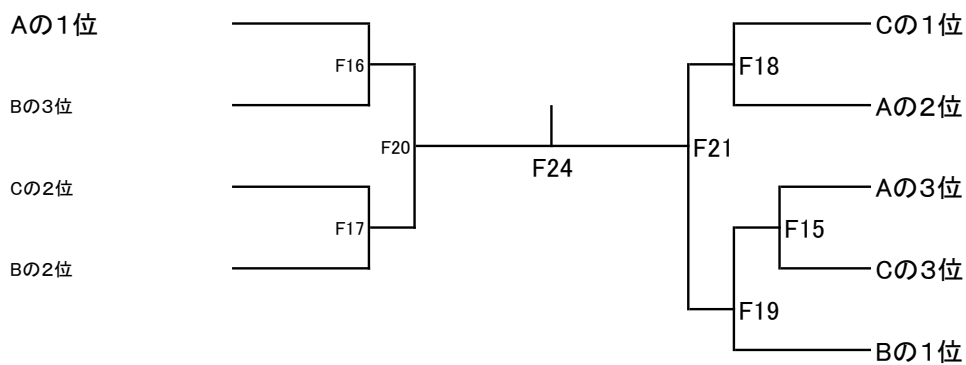 Aの１位
F16
Bの3位
F20
Cの２位
F17
Bの２位
F24
Cの１位
F18
Aの２位
F21
Aの３位
F15
Cの３位
F19
Bの１位